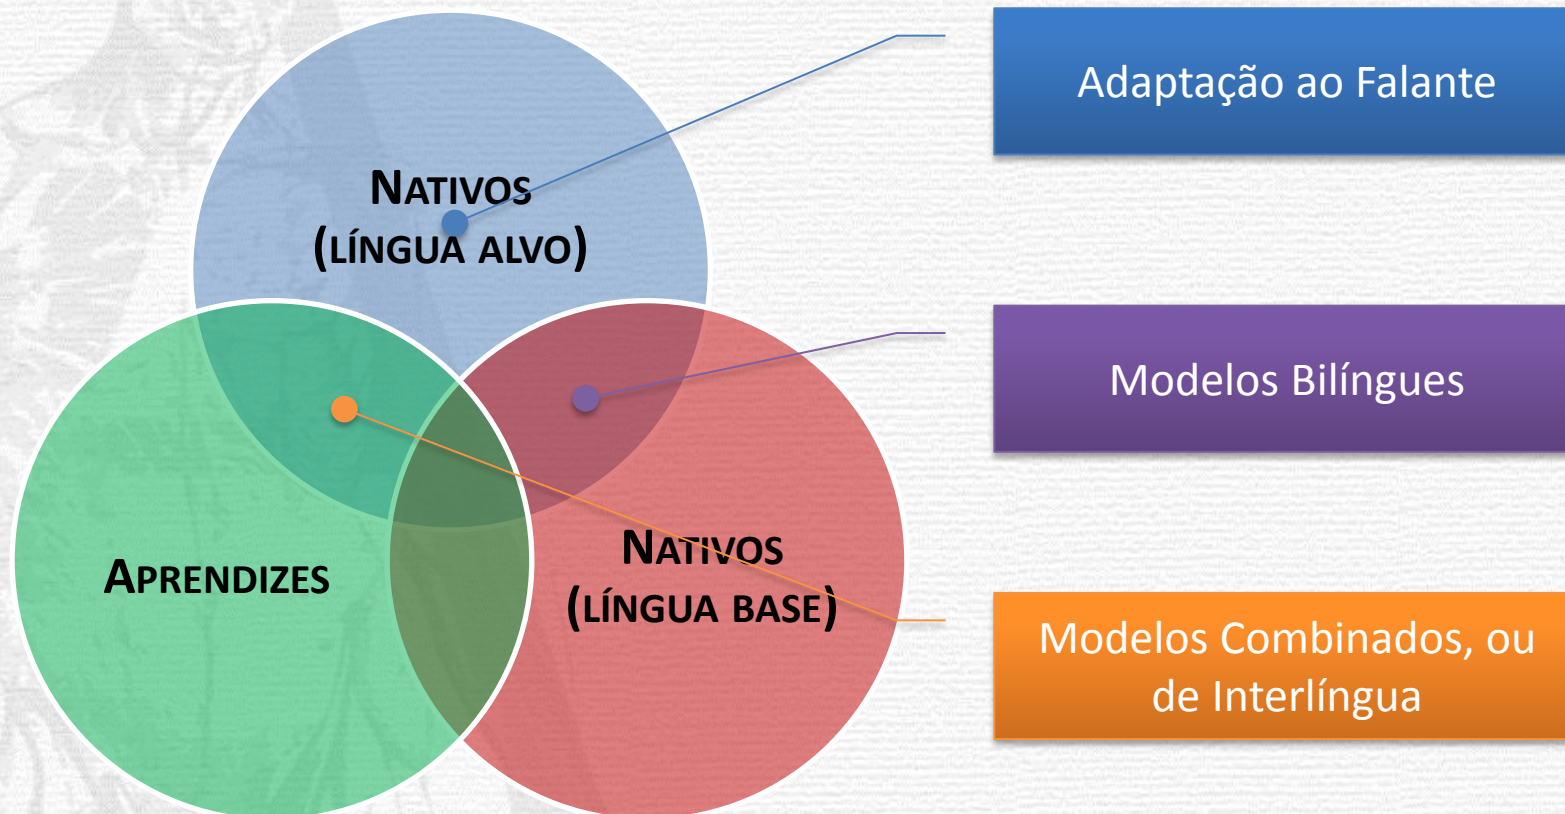 NATIVOS
(LÍNGUA ALVO)
APRENDIZES
NATIVOS
(LÍNGUA BASE)
Adaptação ao Falante
Modelos Bilíngues
Modelos Combinados, ou
de Interlíngua